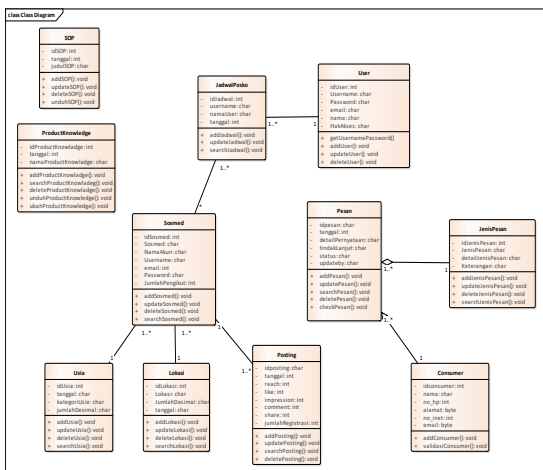 class Class Diagram
SOP
- idSOP: int
- tanggal: int
- judulSOP: char
+ addSOP(): void
+ updateSOP(): void
+ deleteSOP(): void
+ unduhSOP(): void
ProductKnowledge
- idProductKnowladge: int
- tanggal: int
- namaProductKnowladge: char
+ addProductKnowladge(): void
+ searchProductKnowladeg(): void
+ deleteProductKnowladge(): void
+ unduhProductKnowladge(): void
+ ubahProductKnowledge(): void
JadwalPosko
- idJadwal: int
- username: char
- namaUser: char
- tanggal: int
+ addJadwal(): void
+ updateJadwal(): void
+ searchJadwal(): void
User
- idUser: int
- Username: char
- Password: char
- email: char
- nama: char
- HakAkses: char
+ getUsernamePassword()
+ addUser(): void
+ updateUser(): void
+ deleteUser(): void
1..*
1
1..*
*
Sosmed
- idSosmed: int
- Sosmed: char
- NamaAkun: char
- Username: char
- email: int
- Password: char
- JumlahPengikut: int
+ addSosmed(): void
+ updateSosmed(): void
+ deleteSosmed(): void
+ searchSosmed(): void
Pesan
- idpesan: char
- tanggal: int
- detailPernyataan: char
- tindakLanjut: char
- status: char
- updateby: char
+ addPesan(): void
+ updatePesan(): void
+ searchPesan(): void
+ deletePesan(): void
+ checkPesan(): void
JenisPesan
- idJenisPesan: int
- JenisPesan: char
- detailJenisPesan: char
- Keterangan: char
+ addJenisPesan(): void
+ updateJenisPesan(): void
+ deleteJenisPesan(): void
+ searchJenisPesan(): void
1..*
1
1..*
1
1..*
1..*
1
1
1
1..*
Usia
- idUsia: int
- tanggal: int
- kategoriUsia: char
- jumlahDesimal: char
+ addUsia(): void
+ updateUsia(): void
+ deleteUsia(): void
+ searchUsia(): void
Lokasi
- idLokasi: int
- Lokasi: char
- JumlahDesimal: char
- tanggal: char
+ addLokasi(): void
+ updateLokasi(): void
+ deleteLokasi(): void
+ searchLokasi(): void
Posting
- idposting: char
- tanggal: int
- reach: int
- like: int
- impression: int
- comment: int
- share: int
- jumlahRegistrasi: int
+ addPosting(): void
+ updatePosting(): void
+ searchPosting(): void
+ deletePosting(): void
Consumer
- idconsumer: int
- nama: char
- no_hp: int
- alamat: byte
- no_inet: int
- email: byte
+ addConsumer(): void
+ validasiConsumer(): void